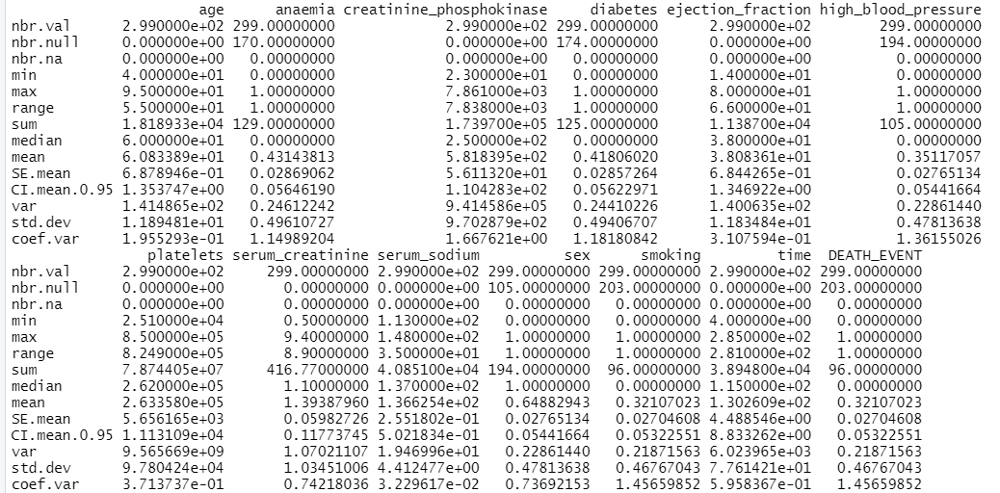 age anaemia creatinine_phosphokinase diabetes ejection_fraction high_blood_pressure
nbr.val 2.990000e+02 299.00000000 2.990000e+02 299.00000000 2.990000e+02 299.00000000
nbr.null 0.000000e+00 170.00000000 0.000000e+00 174.00000000 0.000000e+00 194.00000000
nbr.na 0.000000e+00 0.00000000 0.000000e+00 0.00000000 0.000000e+00 0.00000000
min 4.000000e+01 0.00000000 2.300000e+01 0.00000000 1.400000e+01 0.00000000
max 9.500000e+01 1.00000000 7.861000e+03 1.00000000 8.000000e+01 1.00000000
range 5.500000e+01 1.00000000 7.838000e+03 1.00000000 6.600000e+01 1.00000000
sum 1.818933e+04 129.00000000 1.739700e+05 125.00000000 1.138700e+04 105.00000000
median 6.000000e+01 0.00000000 2.500000e+02 0.00000000 3.800000e+01 0.00000000
mean 6.083389e+01 0.43143813 5.818395e+02 0.41806020 3.808361e+01 0.35117057
SE.mean 6.878946e-01 0.02869062 5.611320e+01 0.02857264 6.844265e-01 0.02765134
CI.mean.0.95 1.353747e+00 0.05646190 1.104283e+02 0.05622971 1.346922e+00 0.05441664
var 1.414865e+02 0.24612242 9.414586e+05 0.24410226 1.400635e+02 0.22861440
std.dev 1.189481e+01 0.49610727 9.702879e+02 0.49406707 1.183484e+01 0.47813638
coef.var 1.955293e-01 1.14989204 1.667621e+00 1.18180842 3.107594e-01 1.36155026
platelets serum_creatinine serum_sodium sex smoking time DEATH_EVENT
nbr.val 2.990000e+02 299.00000000 2.990000e+02 299.00000000 299.00000000 2.990000e+02 299.00000000
nbr.null 0.000000e+00 0.00000000 0.000000e+00 105.00000000 203.00000000 0.000000e+00 203.00000000
nbr.na 0.000000e+00 0.00000000 0.000000e+00 0.00000000 0.00000000 0.000000e+00 0.00000000
min 2.510000e+04 0.50000000 1.130000e+02 0.00000000 0.00000000 4.000000e+00 0.00000000
max 8.500000e+05 9.40000000 1.480000e+02 1.00000000 1.00000000 2.850000e+02 1.00000000
range 8.249000e+05 8.90000000 3.500000e+01 1.00000000 1.00000000 2.810000e+02 1.00000000
sum 7.874405e+07 416.77000000 4.085100e+04 194.00000000 96.00000000 3.894800e+04 96.00000000
median 2.620000e+05 1.10000000 1.370000e+02 1.00000000 0.00000000 1.150000e+02 0.00000000
mean 2.633580e+05 1.39387960 1.366254e+02 0.64882943 0.32107023 1.302609e+02 0.32107023
SE.mean 5.656165e+03 0.05982726 2.551802e-01 0.02765134 0.02704608 4.488546e+00 0.02704608
CI.mean.0.95 1.113109e+04 0.11773745 5.021834e-01 0.05441664 0.05322551 8.833262e+00 0.05322551
var 9.565669e+09 1.07021107 1.946996e+01 0.22861440 0.21871563 6.023965e+03 0.21871563
std.dev 9.780424e+04 1.03451006 4.412477e+00 0.47813638 0.46767043 7.761421e+01 0.46767043
coef.var 3.713737e-01 0.74218036 3.229617e-02 0.73692153 1.45659852 5.958367e-01 1.45659852